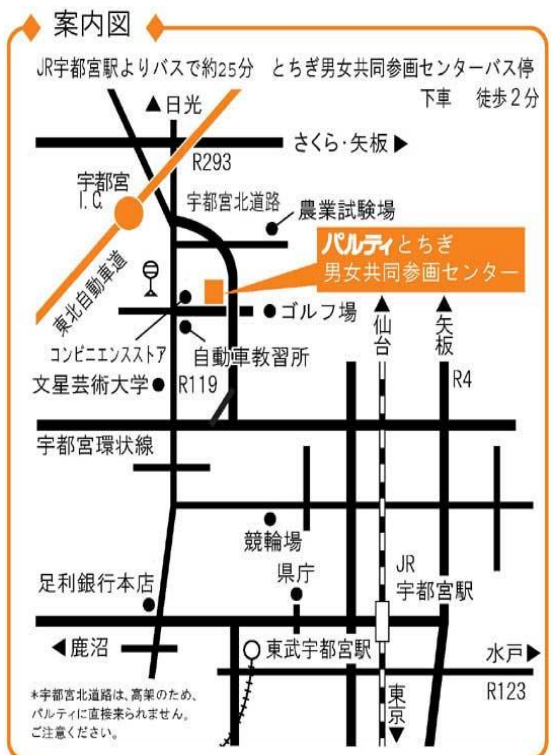 案内図
JR宇都宮駅よりバスで約25分 とちぎ男女共同参画センターバス停
下車 徒歩2分
▲日光
さくら・矢板▶
R293
宇都宮
I.C.
宇都宮北道路
農業試験場
東北自動車道
パルティとちぎ
男女共同参画センター
ゴルフ場
▲仙台
▲矢板
コンビニエンスストア
自動車教習所
文星芸術大学
R119
R4
宇都宮環状線
競輪場
県庁
JR
宇都宮駅
足利銀行本店
◀鹿沼
東武宇都宮駅
水戸▶
R123
東京▼
*宇都宮北道路は、高架のため、
パルティに直接来られません。
ご注意ください。